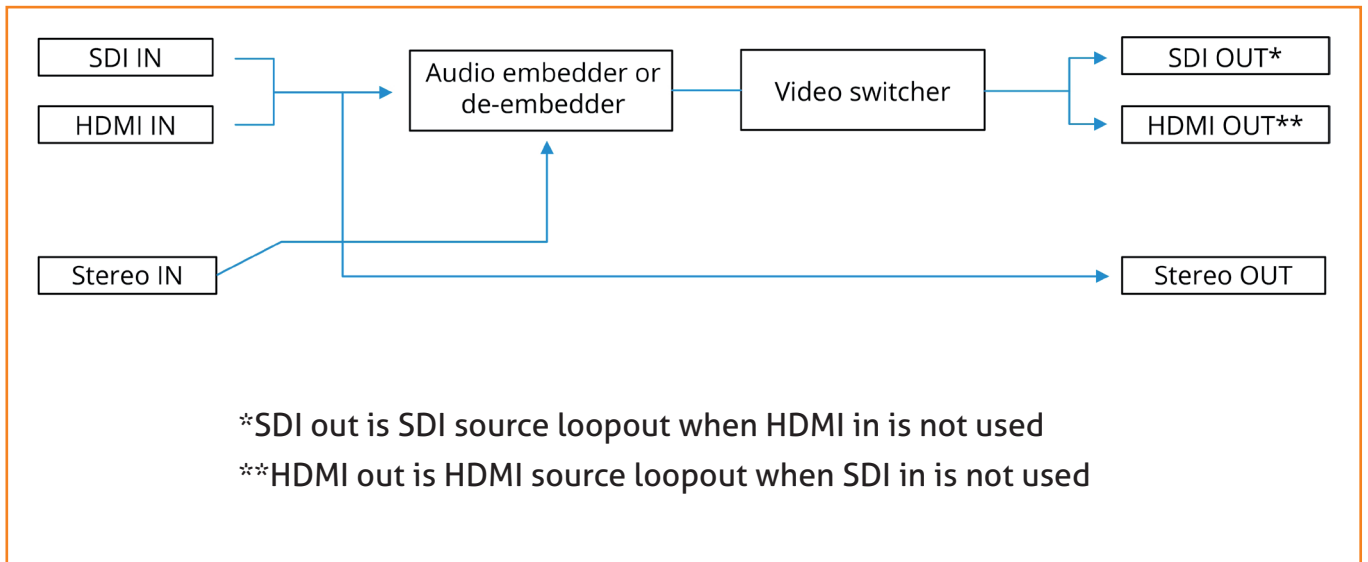 SDI IN
HDMI IN
Stereo IN
Audio embedder or
de-embedder
Video switcher
SDI OUT*
HDMI OUT**
Stereo OUT
*SDI out is SDI source loopout when HDMI in is not used
**HDMI out is HDMI source loopout when SDI in is not used